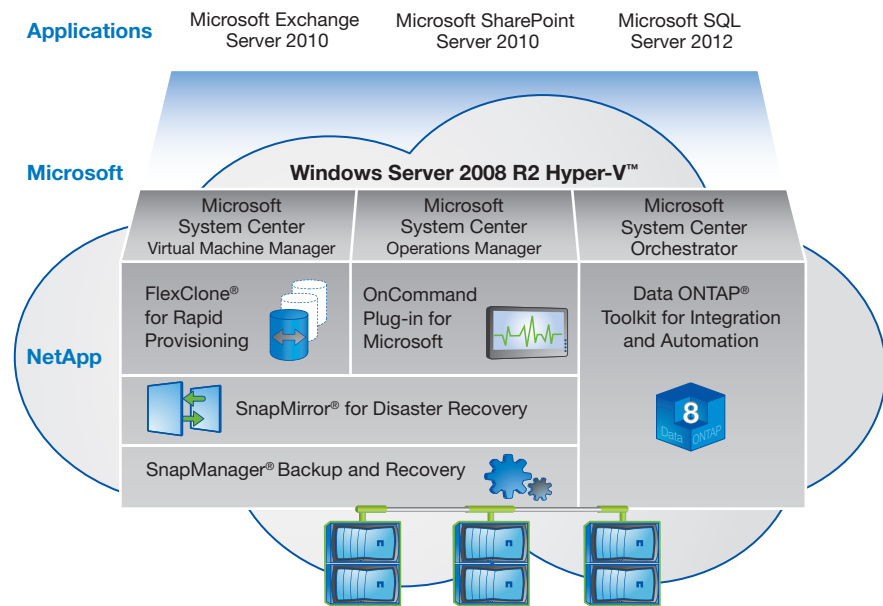 Applications
Microsoft Exchange
Server 2010
Microsoft SharePoint
Server 2010
Microsoft SQL
Server 2012
Microsoft
Windows Server 2008 R2 Hyper-V™
Microsoft
System Center
Virtual Machine Manager
Microsoft
System Center
Operations Manager
Microsoft
System Center
Orchestrator
NetApp
FlexClone®
for Rapid
Provisioning
OnCommand
Plug-in for
Microsoft
Data ONTAP®
Toolkit for Integration
and Automation
8
Data
ONTAP
SnapMirror® for Disaster Recovery
SnapManager® Backup and Recovery